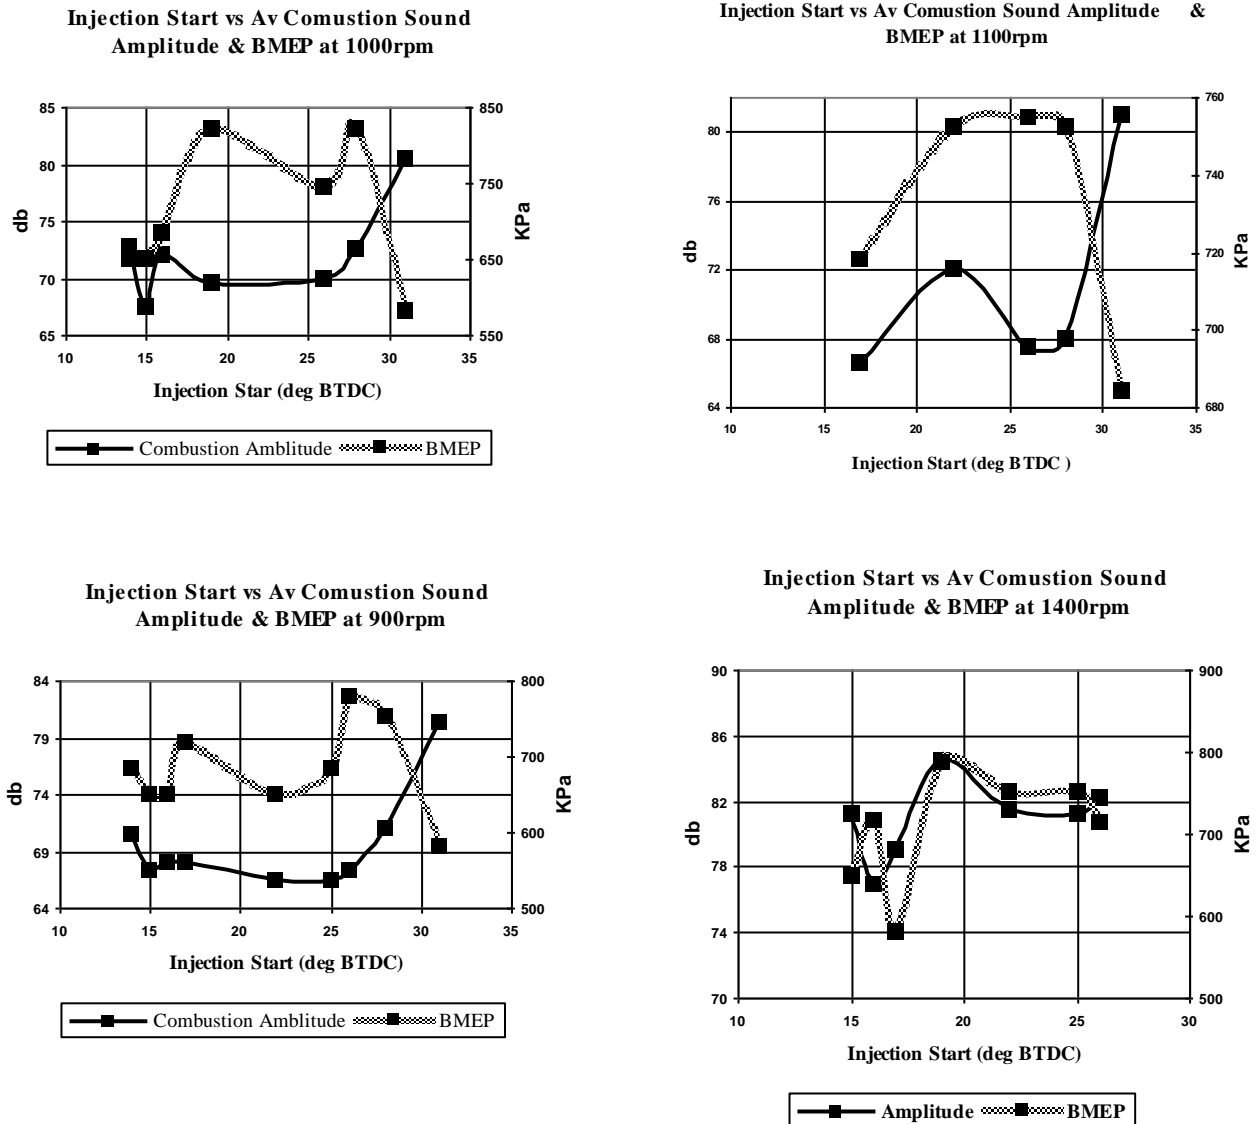 Injection Start vs Av Comustion Sound
Amplitude & BMEP at 1000rpm
85
80
75
70
65
850
750
650
550
db
KPa
10 15 20 25 30 35
Injection Star (deg BTDC)
Combustion Amblitude BMEP
Injection Start vs Av Comustion Sound Amplitude &
BMEP at 1100rpm
80
76
72
68
64
760
740
720
700
680
db
KPa
10 15 20 25 30 35
Injection Start (deg BTDC )
Injection Start vs Av Comustion Sound
Amplitude & BMEP at 900rpm
84
79
74
69
64
800
700
600
500
db
KPa
10 15 20 25 30 35
Injection Start (deg BTDC)
Combustion Amblitude BMEP
Injection Start vs Av Comustion Sound
Amplitude & BMEP at 1400rpm
90
86
82
78
74
70
900
800
700
600
500
db
KPa
10 15 20 25 30
Injection Start (deg BTDC)
Amplitude BMEP